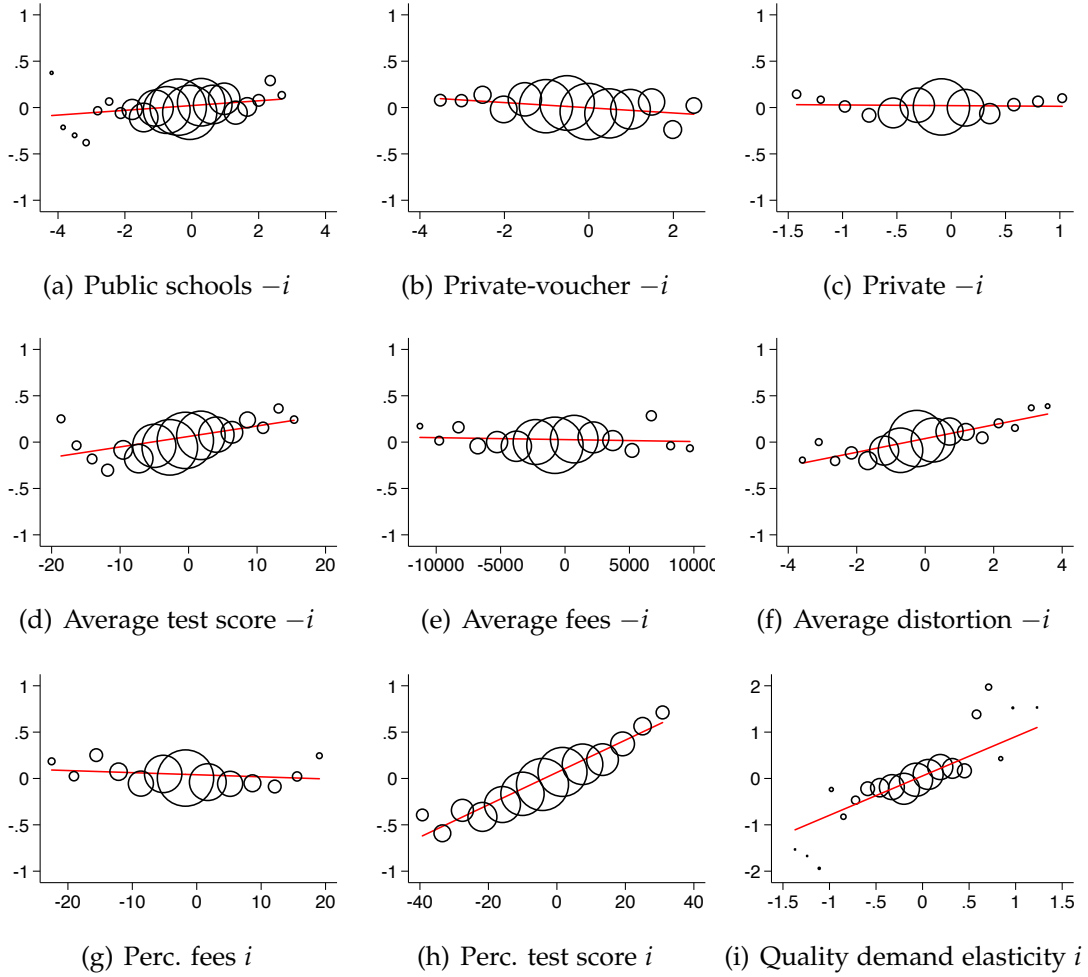 1
.5
0
-.5
-1
-4 -2 0 2 4
(a) Public schools −i
1
.5
0
-.5
-1
-4 -2 0 2
(b) Private-voucher −i
1
.5
0
-.5
-1
-1.5 -1 -.5 0 .5 1
(c) Private −i
1
.5
0
-.5
-1
-20 -10 0 10 20
(d) Average test score −i
1
.5
0
-.5
-1
-10000 -5000 0 5000 10000
(e) Average fees −i
1
.5
0
-.5
-1
-4 -2 0 2 4
(f) Average distortion −i
1
.5
0
-.5
-1
-20 -10 0 10 20
(g) Perc. fees i
1
.5
0
-.5
-1
-40 -20 0 20 40
(h) Perc. test score i
2
1
0
-1
-2
-1.5 -1 -.5 0 .5 1 1.5
(i) Quality demand elasticity i